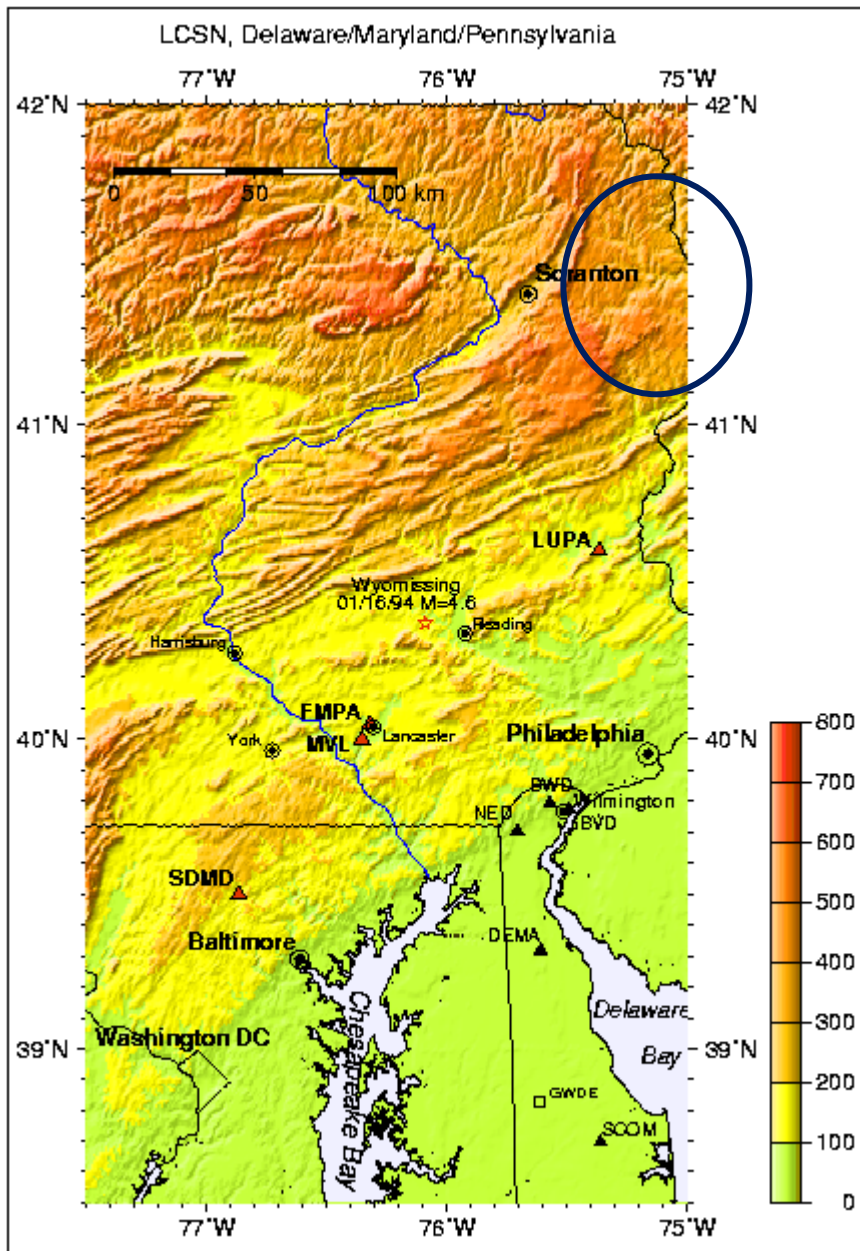 LCSN, Delaware/Maryland/Pennsylvania
77°W 76°W 75°W
42°N 42°N
0 50 100 km
Scranton
41°N 41°N
LUPA
Wyomissing
01/16/94 M=4.6
Reading
Harrisburg
FMPA
York MVL Lancaster Philadelphia
40°N 40°N
800
BWD
NED Wilmington
BVD
700
600
SDMD
500
DEMA
Baltimore
400
Chesapeake Bay
Delaware
Bay
300
Washington DC
39°N 39°N
200
GWDE
SCOM
100
0
77°W 76°W 75°W